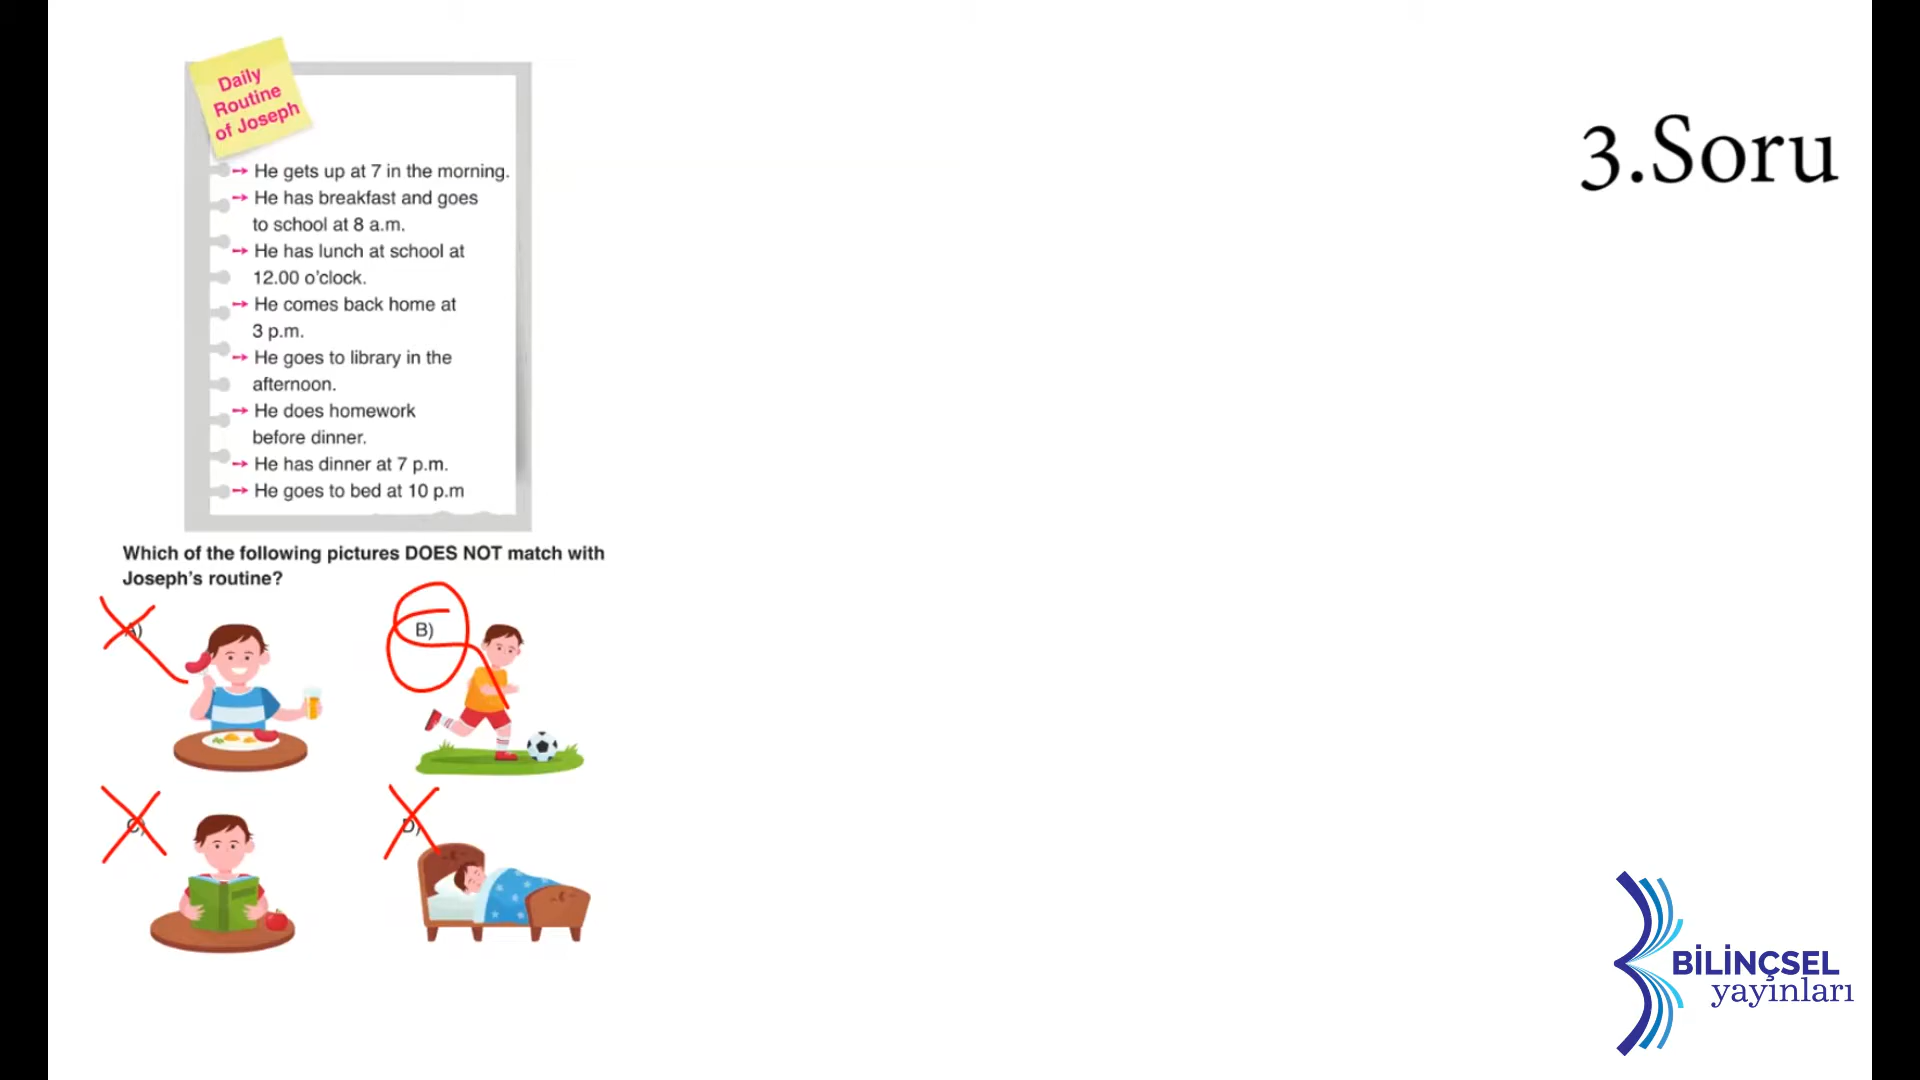 Daily
Routine
of Joseph
3.Soru
→ He gets up at 7 in the morning.
→ He has breakfast and goes
to school at 8 a.m.
→ He has lunch at school at
12.00 o'clock.
→ He comes back home at
3 p.m.
→ He goes to library in the
afternoon.
→ He does homework
before dinner.
→ He has dinner at 7 p.m.
→ He goes to bed at 10 p.m
Which of the following pictures DOES NOT match with
Joseph's routine?
A)
B)
C)
D)
BİLİNÇSEL
yayınları